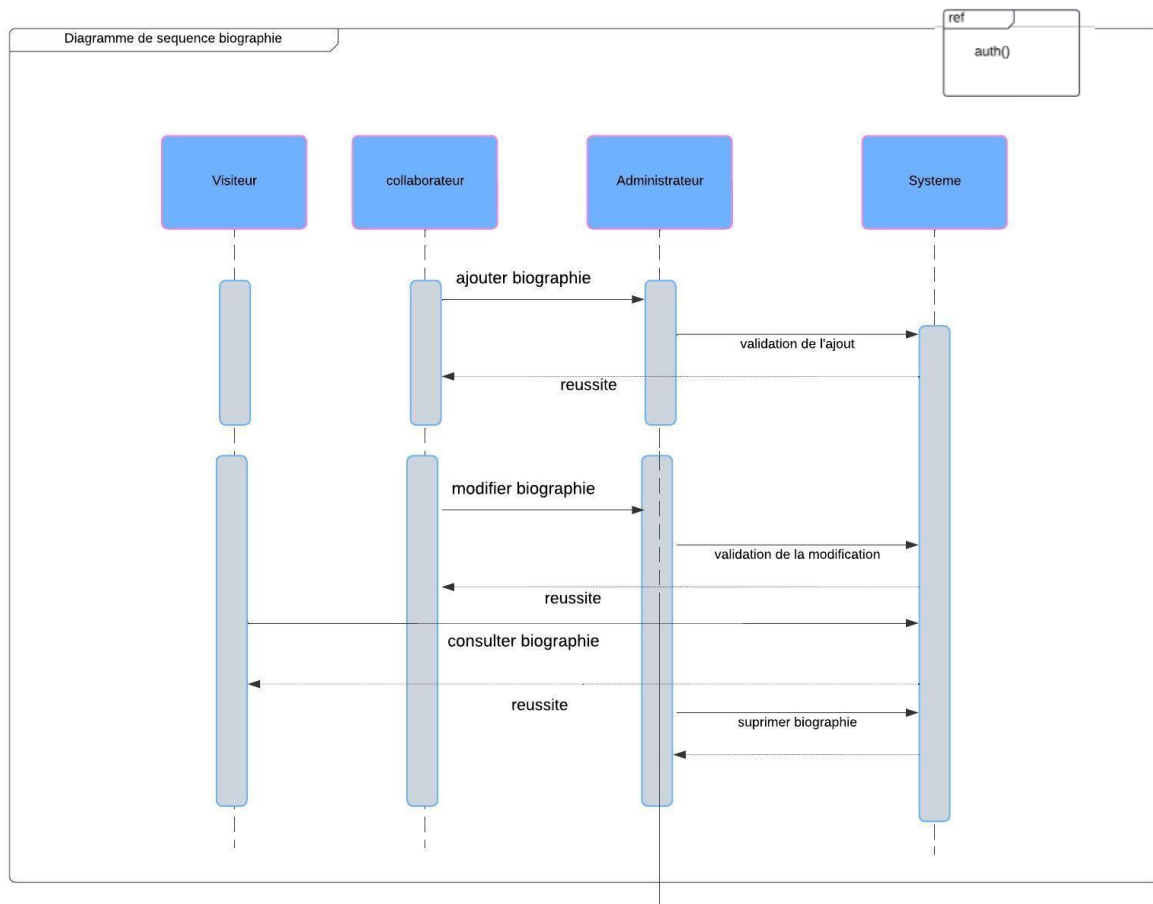 ref
Diagramme de sequence biographie
auth()
Visiteur
collaborateur
Administrateur
Systeme
ajouter biographie
validation de l'ajout
reussite
modifier biographie
validation de la modification
reussite
consulter biographie
reussite
suprimer biographie